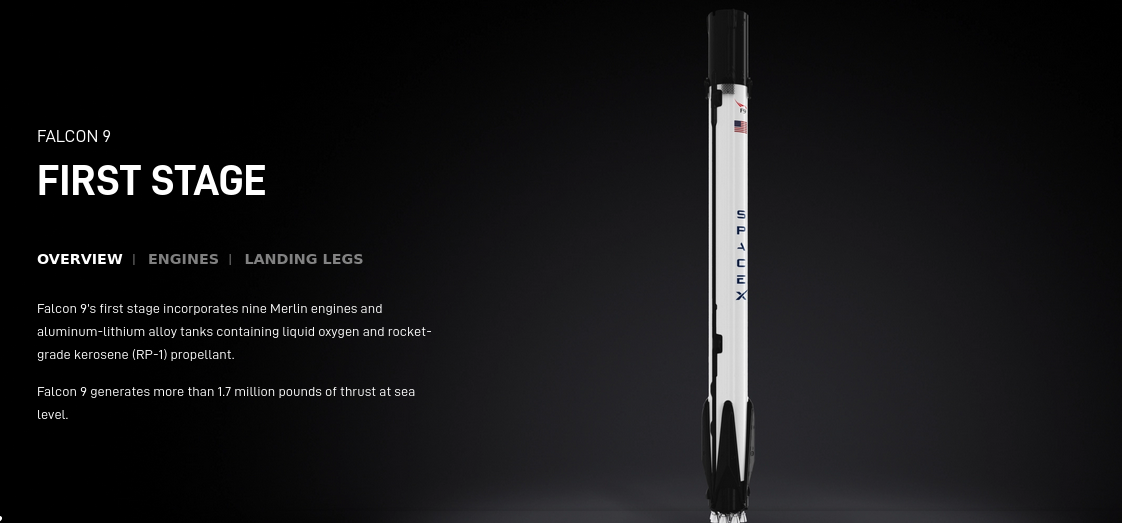 FALCON 9
FIRST STAGE
OVERVIEW | ENGINES | LANDING LEGS
Falcon 9's first stage incorporates nine Merlin engines and
aluminum-lithium alloy tanks containing liquid oxygen and rocket-
grade kerosene (RP-1) propellant.
Falcon 9 generates more than 1.7 million pounds of thrust at sea
level.
SPACEX